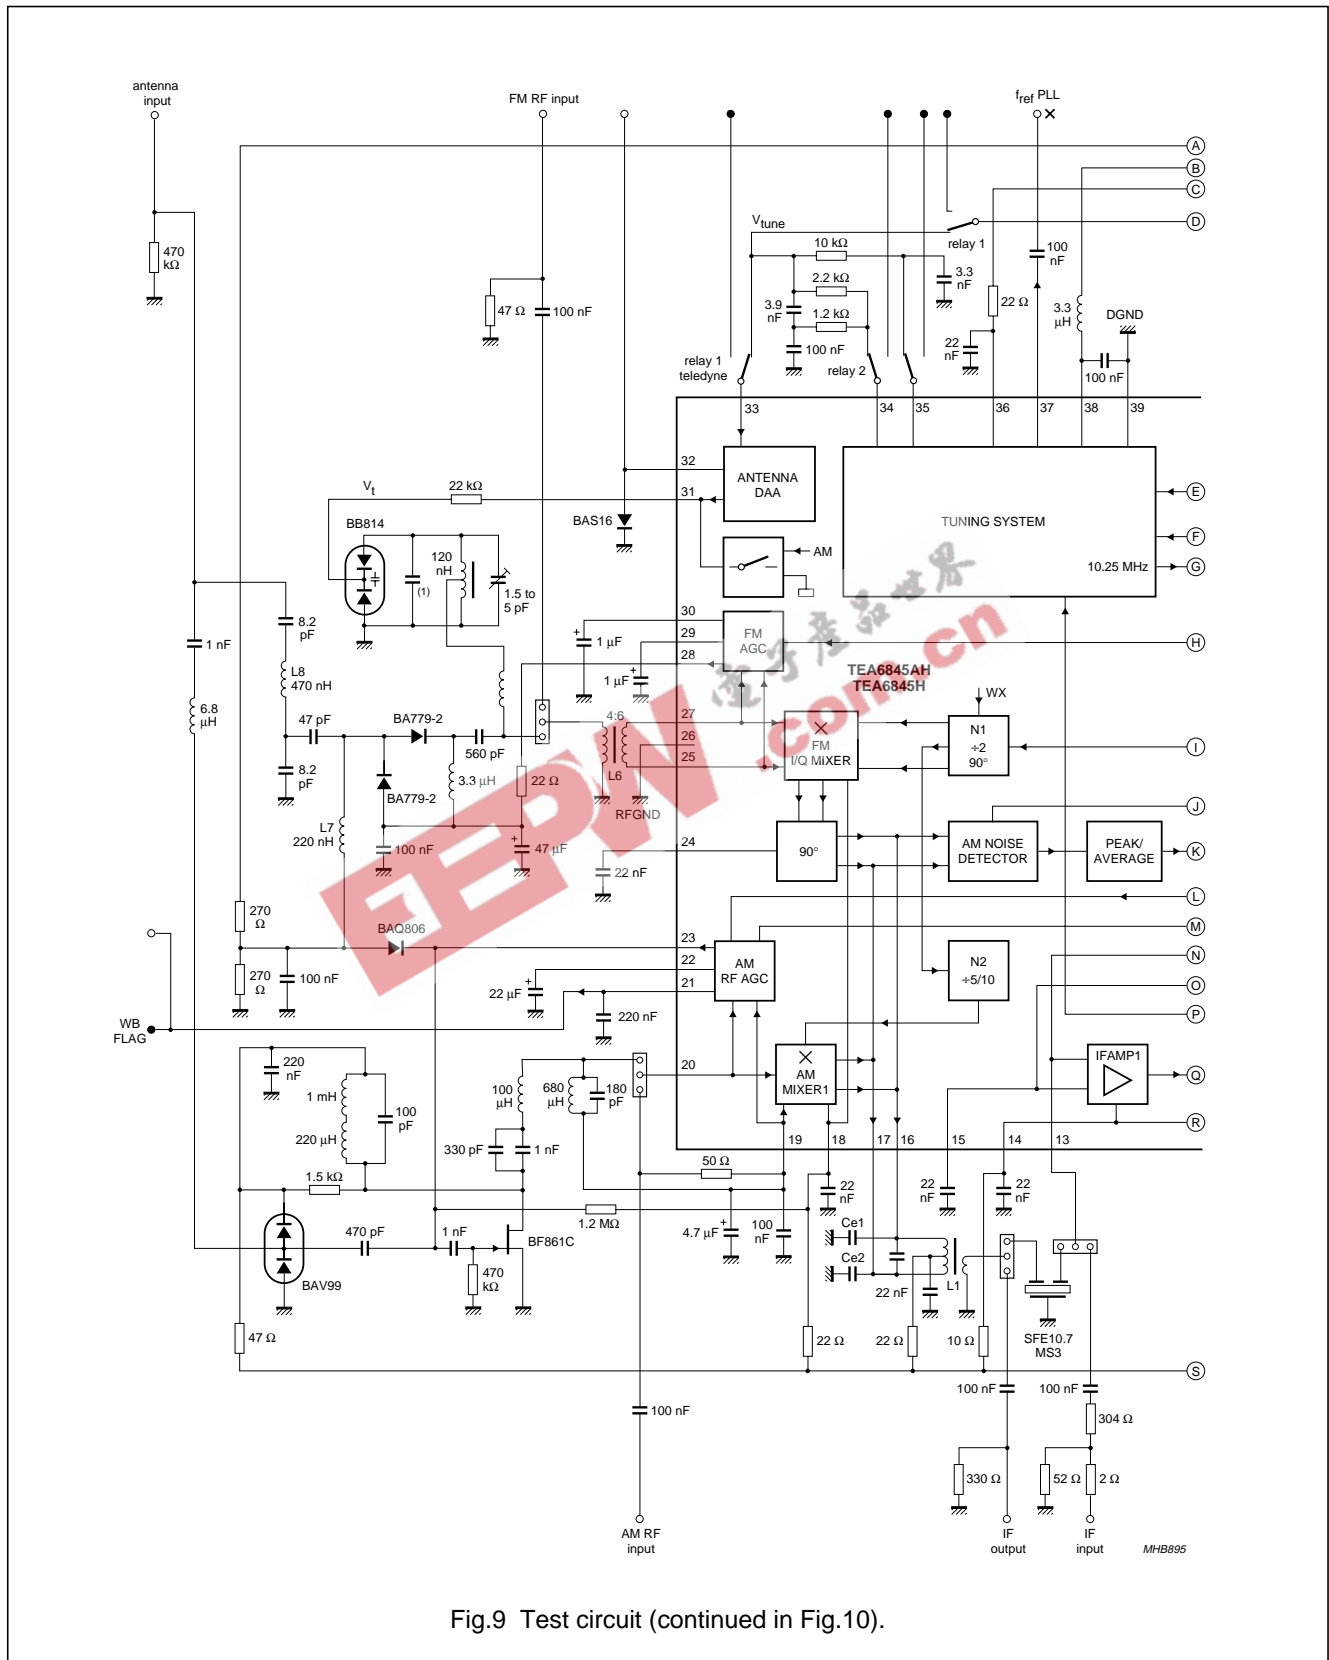 antenna
input
FM RF input
fref PLL
A
B
C
D
Vtune
relay 1
470
kΩ
10 kΩ
100
nF
3.3
nF
2.2 kΩ
3.9
nF
1.2 kΩ
47 Ω
100 nF
22 Ω
3.3
μH
DGND
100 nF
22
nF
100 nF
relay 1
teledyne
relay 2
33
34
35
36
37
38
39
32
31
ANTENNA
DAA
Vt
22 kΩ
BAS16
TUNING SYSTEM
10.25 MHz
E
F
G
BB814
120
nH
(1)
1.5 to
5 pF
AM
8.2
pF
1 nF
30
29
28
1 μF
1 μF
FM
AGC
H
TEA6845AH
TEA6845H
電子產品世界
EEPW
.com.cn
L8
470 nH
6.8
μH
47 pF
BA779-2
560 pF
4:6
L6
27
26
25
FM
I/Q MIXER
WX
N1
÷2
90°
I
8.2
pF
BA779-2
3.3 μH
22 Ω
RFGND
L7
220 nH
100 nF
47 μF
24
22 nF
90°
AM NOISE
DETECTOR
PEAK/
AVERAGE
J
K
L
M
270
Ω
BAQ806
23
22
21
AM
RF AGC
N2
÷5/10
N
O
P
270
Ω
100 nF
22 μF
220 nF
WB
FLAG
220
nF
1 mH
220 μH
100
pF
100
μH
680
μH
180
pF
20
AM
MIXER1
IFAMP1
Q
R
330 pF
1 nF
19
18
17
16
15
14
13
1.5 kΩ
50 Ω
22
nF
22
nF
22
nF
1.2 MΩ
4.7 μF
100
nF
Ce1
Ce2
22 nF
L1
470 pF
1 nF
BF861C
470
kΩ
BAV99
47 Ω
22 Ω
22 Ω
10 Ω
SFE10.7
MS3
S
100 nF
100 nF
100 nF
304 Ω
330 Ω
52 Ω
2 Ω
AM RF
input
IF
output
IF
input
MHB895
Fig.9 Test circuit (continued in Fig.10).